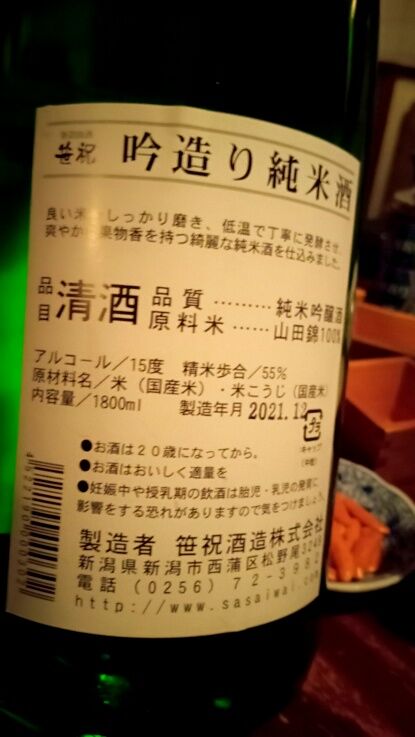 笹祝 吟造り純米酒
良い米 しっかり磨き、低温で丁寧に発酵させ、
爽やか 果物香を持つ綺麗な純米酒を仕込みました。
品目 清酒 品質 ……… 純米吟醸酒
原料米 …… 山田錦100%
アルコール／15度 精米歩合／55%
原材料名／米（国産米）・米こうじ（国産米）
内容量／1800ml 製造年月 2021.12
プラ
●お酒は２０歳になってから。
●お酒はおいしく適量を
●妊娠中や授乳期の飲酒は胎児・乳児の発育に
影響をする恐れがありますので気をつけましょう。
製造者 笹祝酒造株式会社
新潟県新潟市西蒲区松野尾3249
電話（0256）72-3982
http://www.sasaiwai.com